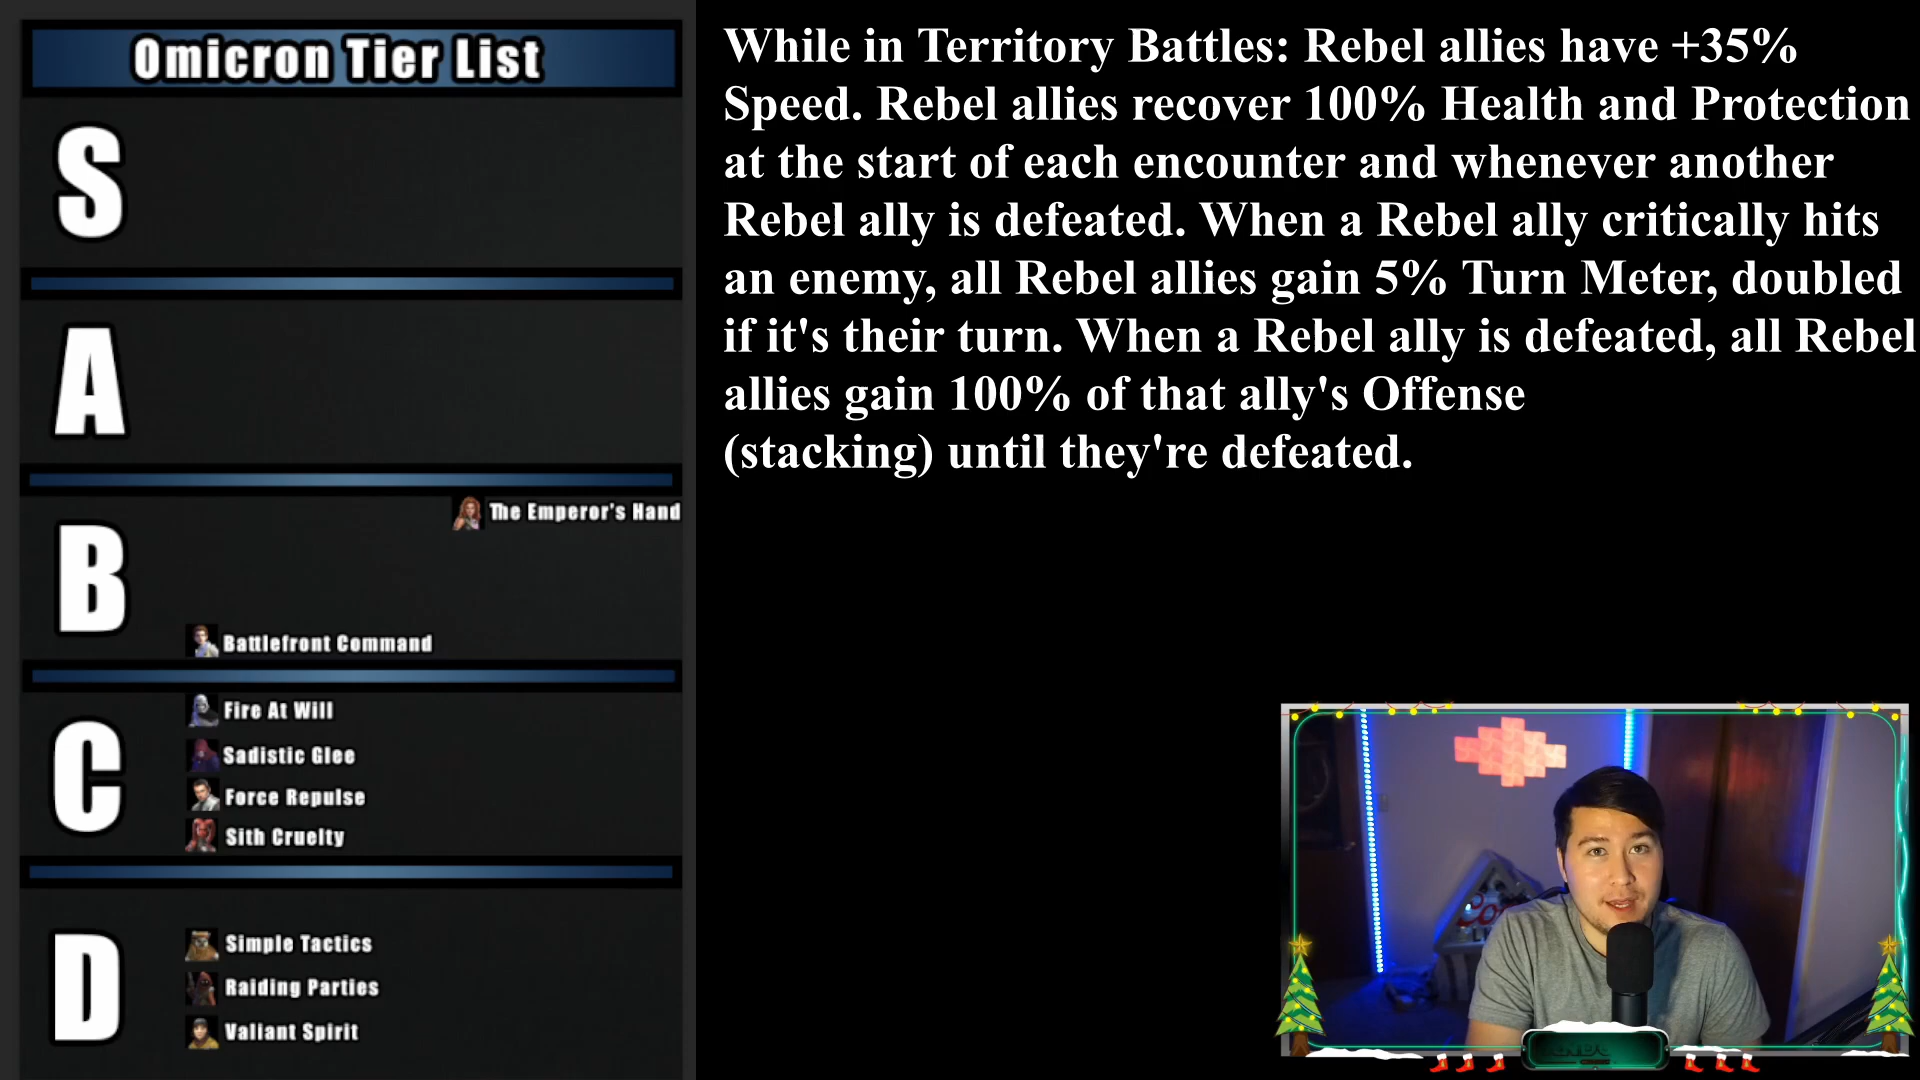 Omicron Tier List
S
A
B
The Emperor's Hand
Battlefront Command
C
Fire At Will
Sadistic Glee
Force Repulse
Sith Cruelty
D
Simple Tactics
Raiding Parties
Valiant Spirit
While in Territory Battles: Rebel allies have +35%
Speed. Rebel allies recover 100% Health and Protection
at the start of each encounter and whenever another
Rebel ally is defeated. When a Rebel ally critically hits
an enemy, all Rebel allies gain 5% Turn Meter, doubled
if it's their turn. When a Rebel ally is defeated, all Rebel
allies gain 100% of that ally's Offense
(stacking) until they're defeated.